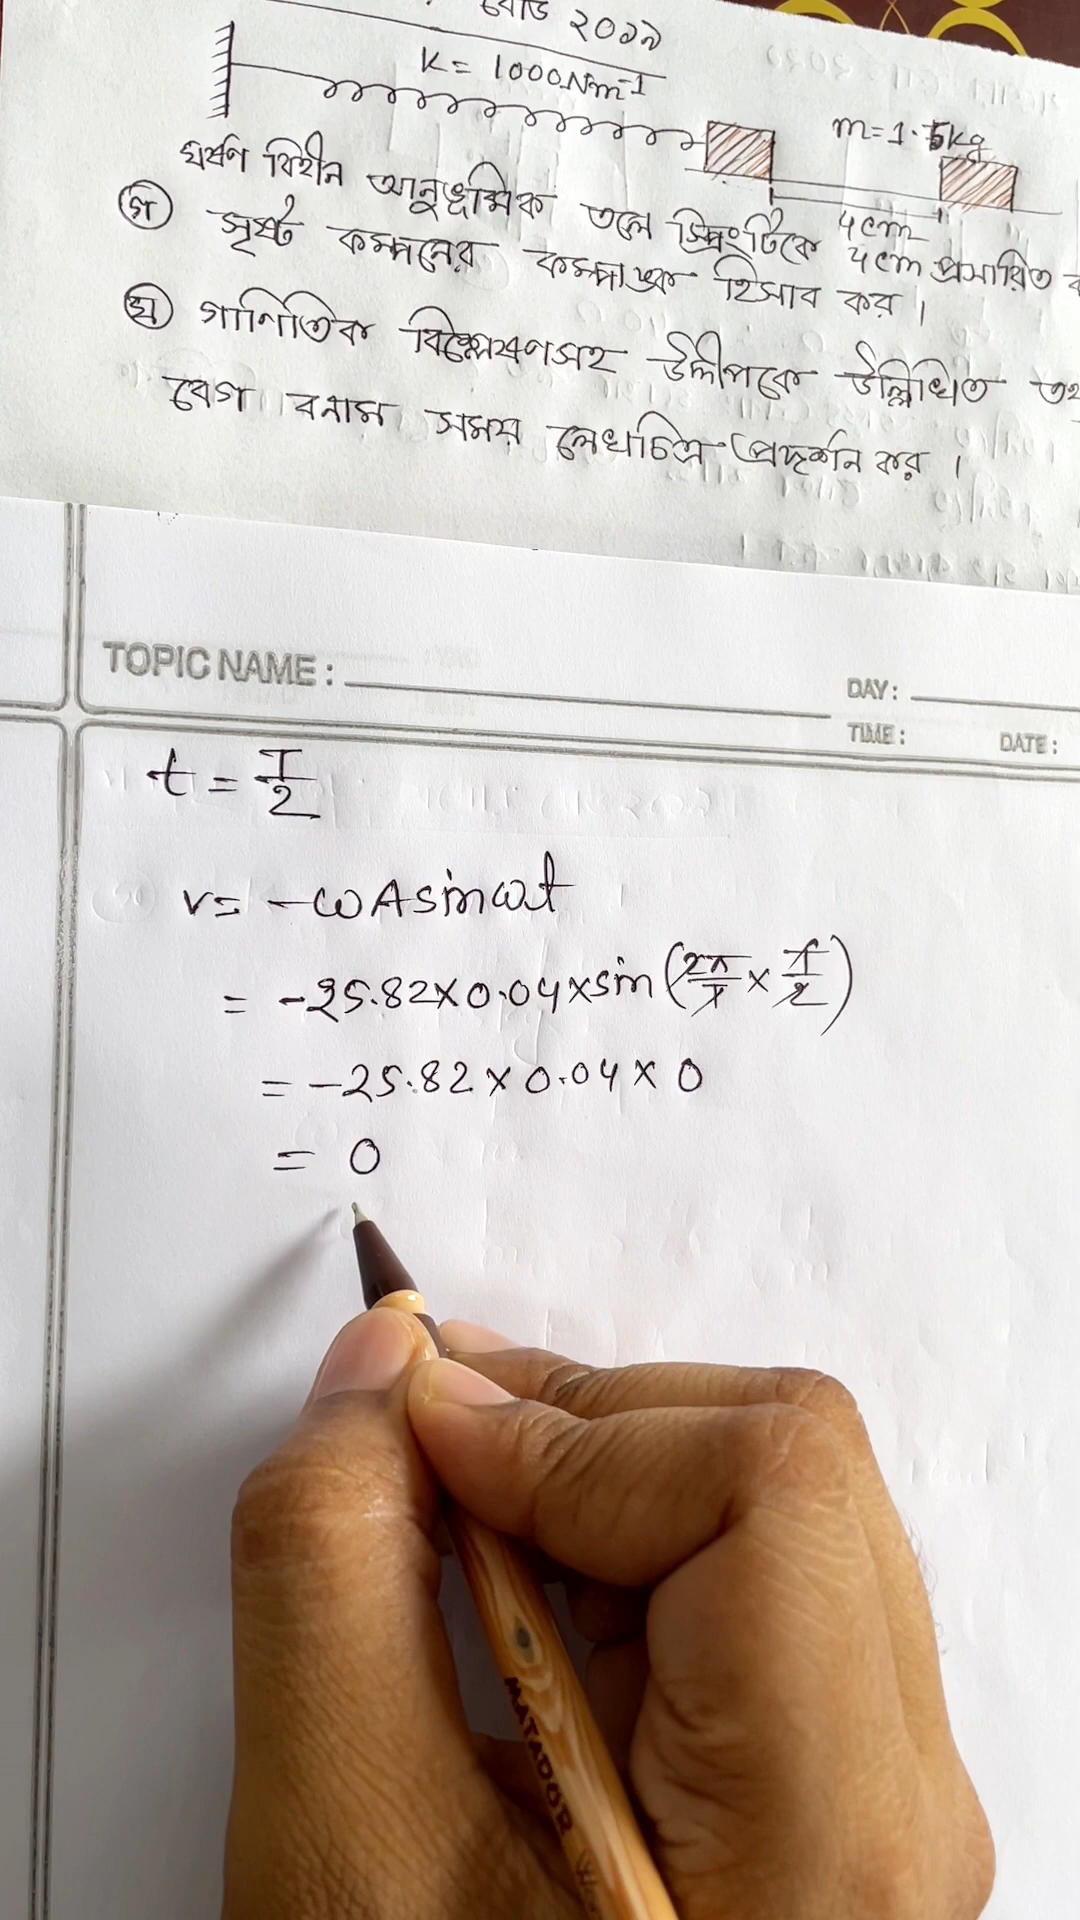 বোর্ড ২০১৯
K = 1000Nm⁻¹
m=1.5kg
4cm
ঘর্ষণ বিহীন আনুভূমিক তলে স্প্রিংটিকে 4cm প্রসারিত
গ সৃষ্ট কম্পনের কম্পাঙ্ক হিসাব কর।
ঘ গাণিতিক বিশ্লেষণসহ উদ্দীপকে উল্লিখিত
বেগ বনাম সময় লেখচিত্র প্রদর্শন কর।
TOPIC NAME :
DAY :
TIME :
DATE :
t = T/2
v = -ωA sinωt
= -25.82×0.04×sin(2π/T × T/2)
= -25.82×0.04×0
= 0
MATADOR